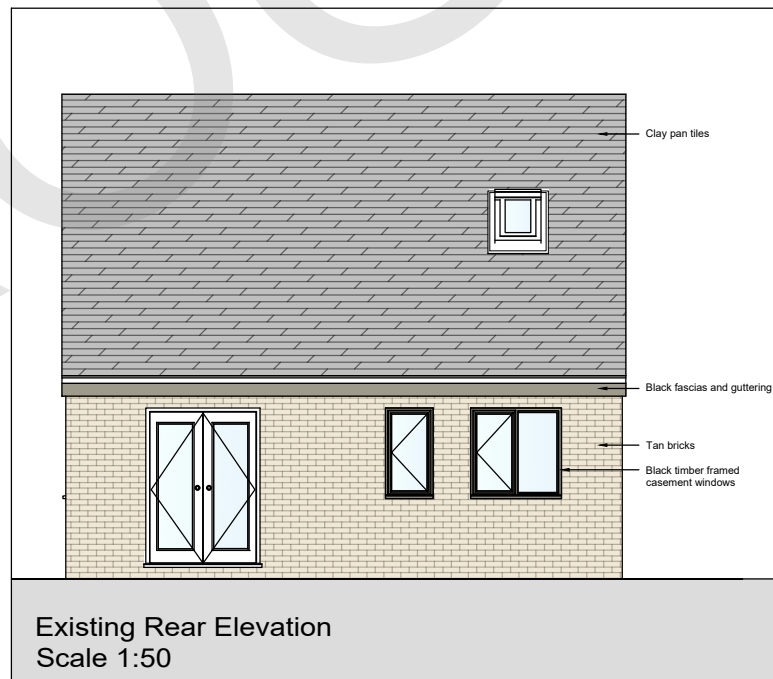 Clay pan tiles
Black fascias and guttering
Tan bricks
Black timber framed
casement windows
Existing Rear Elevation
Scale 1:50